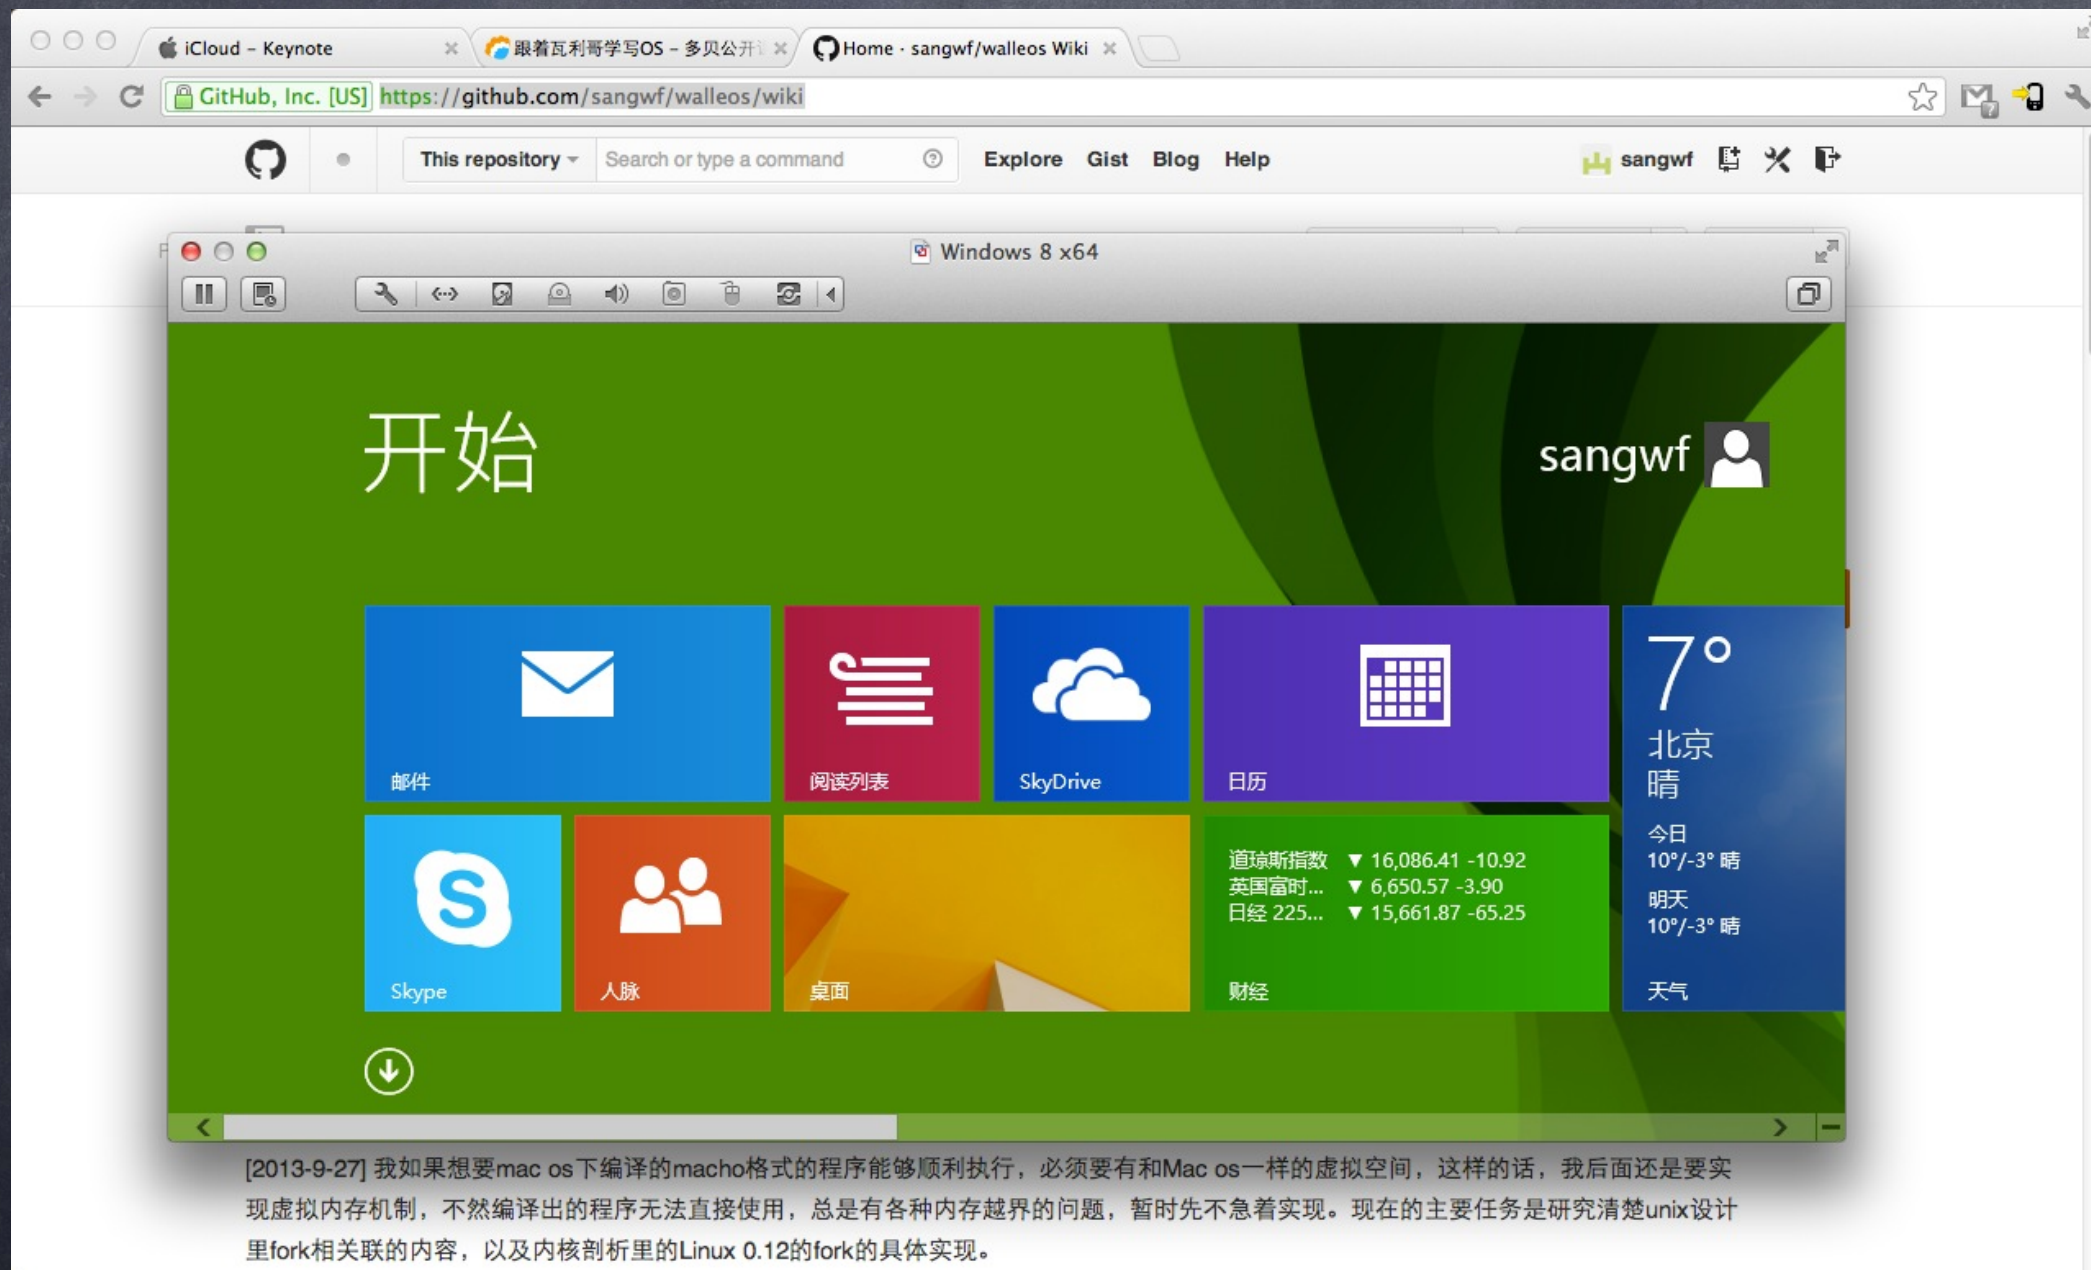 iCloud – Keynote
跟着瓦利哥学写OS – 多贝公开
Home · sangwf/walleos Wiki
GitHub, Inc. [US] https://github.com/sangwf/walleos/wiki
This repository Search or type a command Explore Gist Blog Help sangwf
Windows 8 x64
开始
sangwf
邮件
阅读列表
SkyDrive
日历
7°
北京
晴
今日
10°/-3° 晴
明天
10°/-3° 晴
天气
Skype
人脉
桌面
道琼斯指数 ▼ 16,086.41 -10.92
英国富时... ▼ 6,650.57 -3.90
日经 225... ▼ 15,661.87 -65.25
财经
[2013-9-27] 我如果想要mac os下编译的macho格式的程序能够顺利执行，必须要有和Mac os一样的虚拟空间，这样的话，我后面还是要实
现虚拟内存机制，不然编译出的程序无法直接使用，总是有各种内存越界的问题，暂时先不急着实现。现在的主要任务是研究清楚unix设计
里fork相关联的内容，以及内核剖析里的Linux 0.12的fork的具体实现。